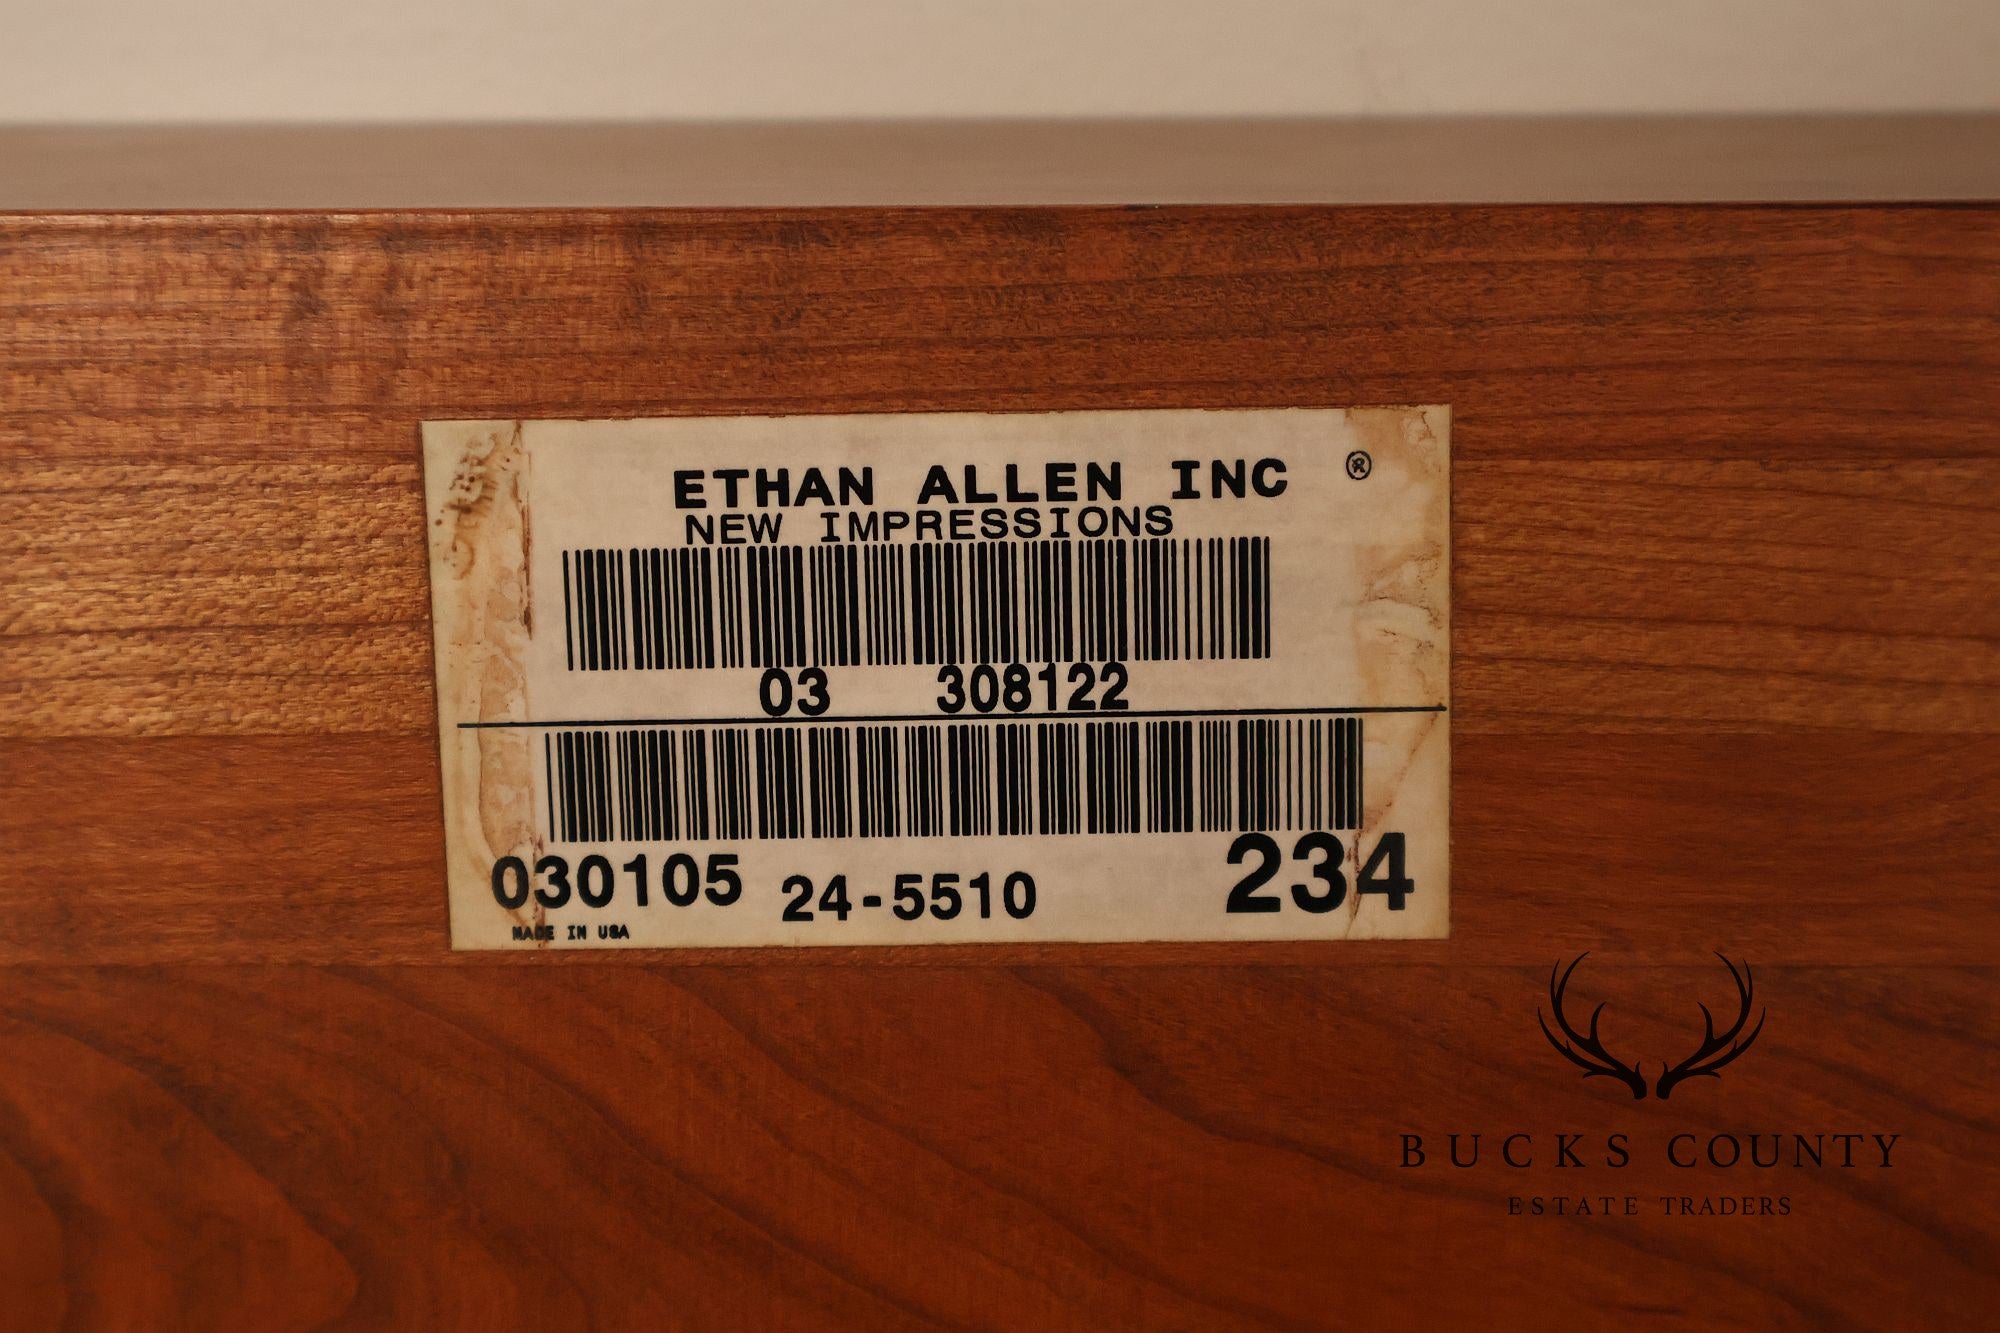 ETHAN ALLEN INC ®
NEW IMPRESSIONS
03 308122
030105 24-5510 234
MADE IN USA
BUCKS COUNTY
ESTATE TRADERS